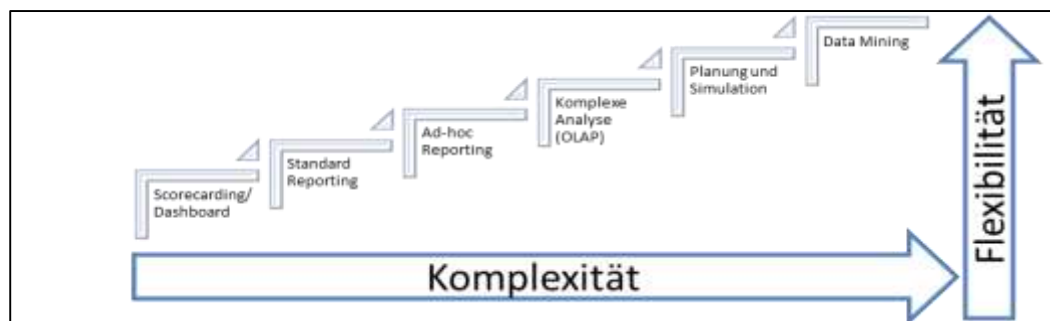 Scorecarding/
Dashboard
Standard
Reporting
Ad-hoc
Reporting
Komplexe
Analyse
(OLAP)
Planung und
Simulation
Data Mining
Komplexität
Flexibilität